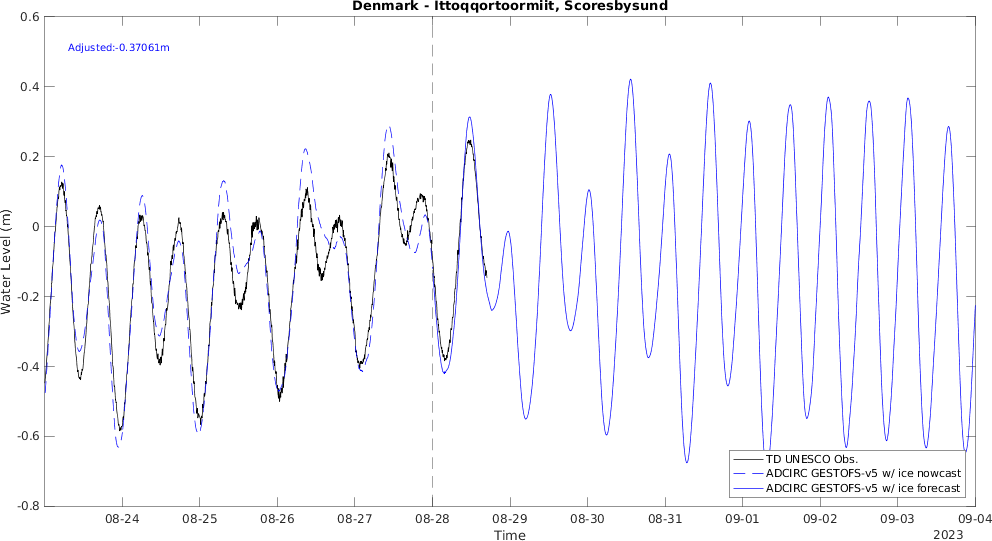 Denmark - Ittoqqortoormiit, Scoresbysund
Adjusted:-0.37061m
Water Level (m)
0.6
0.4
0.2
0
-0.2
-0.4
-0.6
-0.8
TD UNESCO Obs.
ADCIRC GESTOFS-v5 w/ ice nowcast
ADCIRC GESTOFS-v5 w/ ice forecast
08-24 08-25 08-26 08-27 08-28 08-29 08-30 08-31 09-01 09-02 09-03 09-04
Time
2023